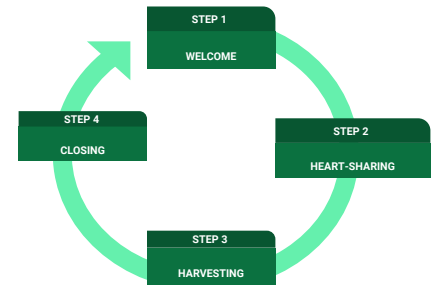 STEP 1
WELCOME
STEP 2
HEART-SHARING
STEP 3
HARVESTING
STEP 4
CLOSING